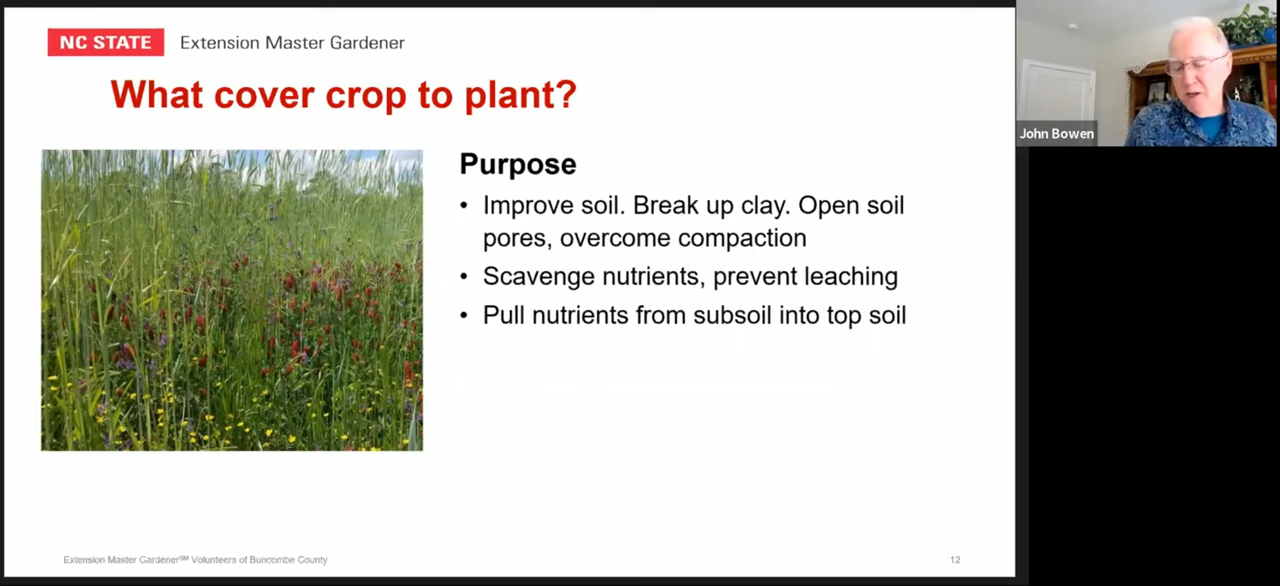 NC STATE Extension Master Gardener
What cover crop to plant?
Purpose
• Improve soil. Break up clay. Open soil
pores, overcome compaction
• Scavenge nutrients, prevent leaching
• Pull nutrients from subsoil into top soil
John Bowen
Extension Master Gardener℠ Volunteers of Buncombe County
12